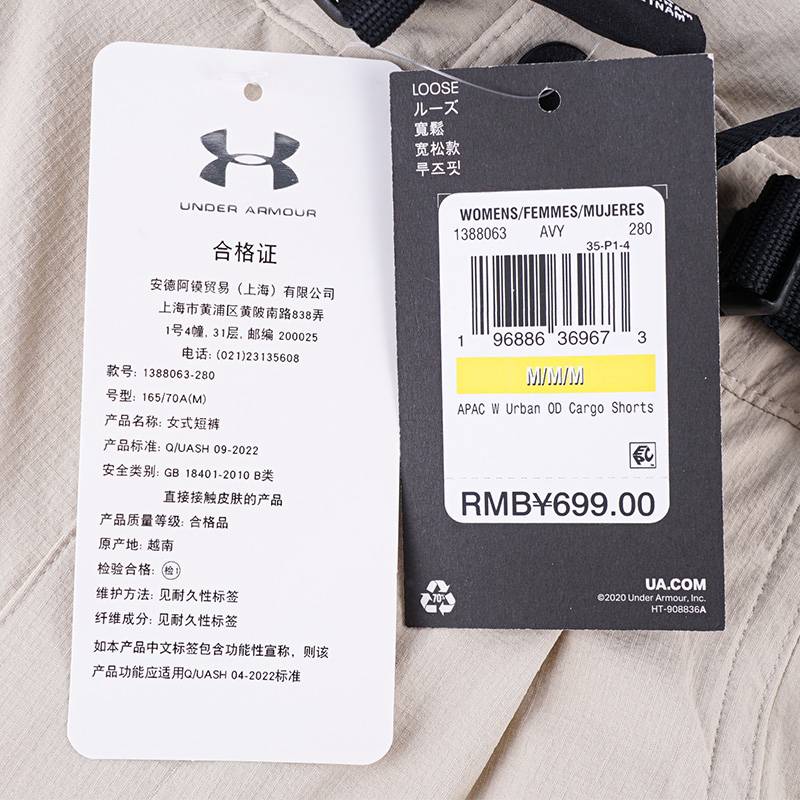 UNDER ARMOUR
合格证
安德阿镆贸易（上海）有限公司
上海市黄浦区黄陂南路838弄
1号4幢, 31层, 邮编 200025
电话: (021)23135608
款号: 1388063-280
号型: 165/70A(M)
产品名称: 女式短裤
产品标准: Q/UASH 09-2022
安全类别: GB 18401-2010 B类
直接接触皮肤的产品
产品质量等级: 合格品
原产地: 越南
检验合格: 检1
维护方法: 见耐久性标签
纤维成分: 见耐久性标签
如本产品中文标签包含功能性宣称，则该
产品功能应适用Q/UASH 04-2022标准
LOOSE
ルーズ
寬鬆
宽松款
루즈핏
WOMENS/FEMMES/MUJERES
1388063 AVY 280
35-P1-4
1 96886 36967 3
M/M/M
APAC W Urban OD Cargo Shorts
RMB¥699.00
70%
UA.COM
©2020 Under Armour, Inc.
HT-908836A